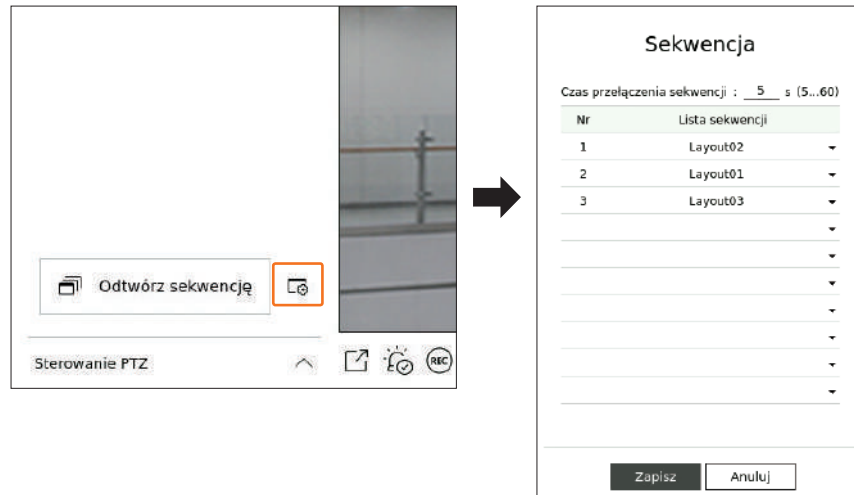 Odtwórz sekwencję
Sterowanie PTZ
REC
Sekwencja
Czas przełączenia sekwencji : 5 s (5...60)
Nr Lista sekwencji
1 Layout02
2 Layout01
3 Layout03
Zapisz Anuluj